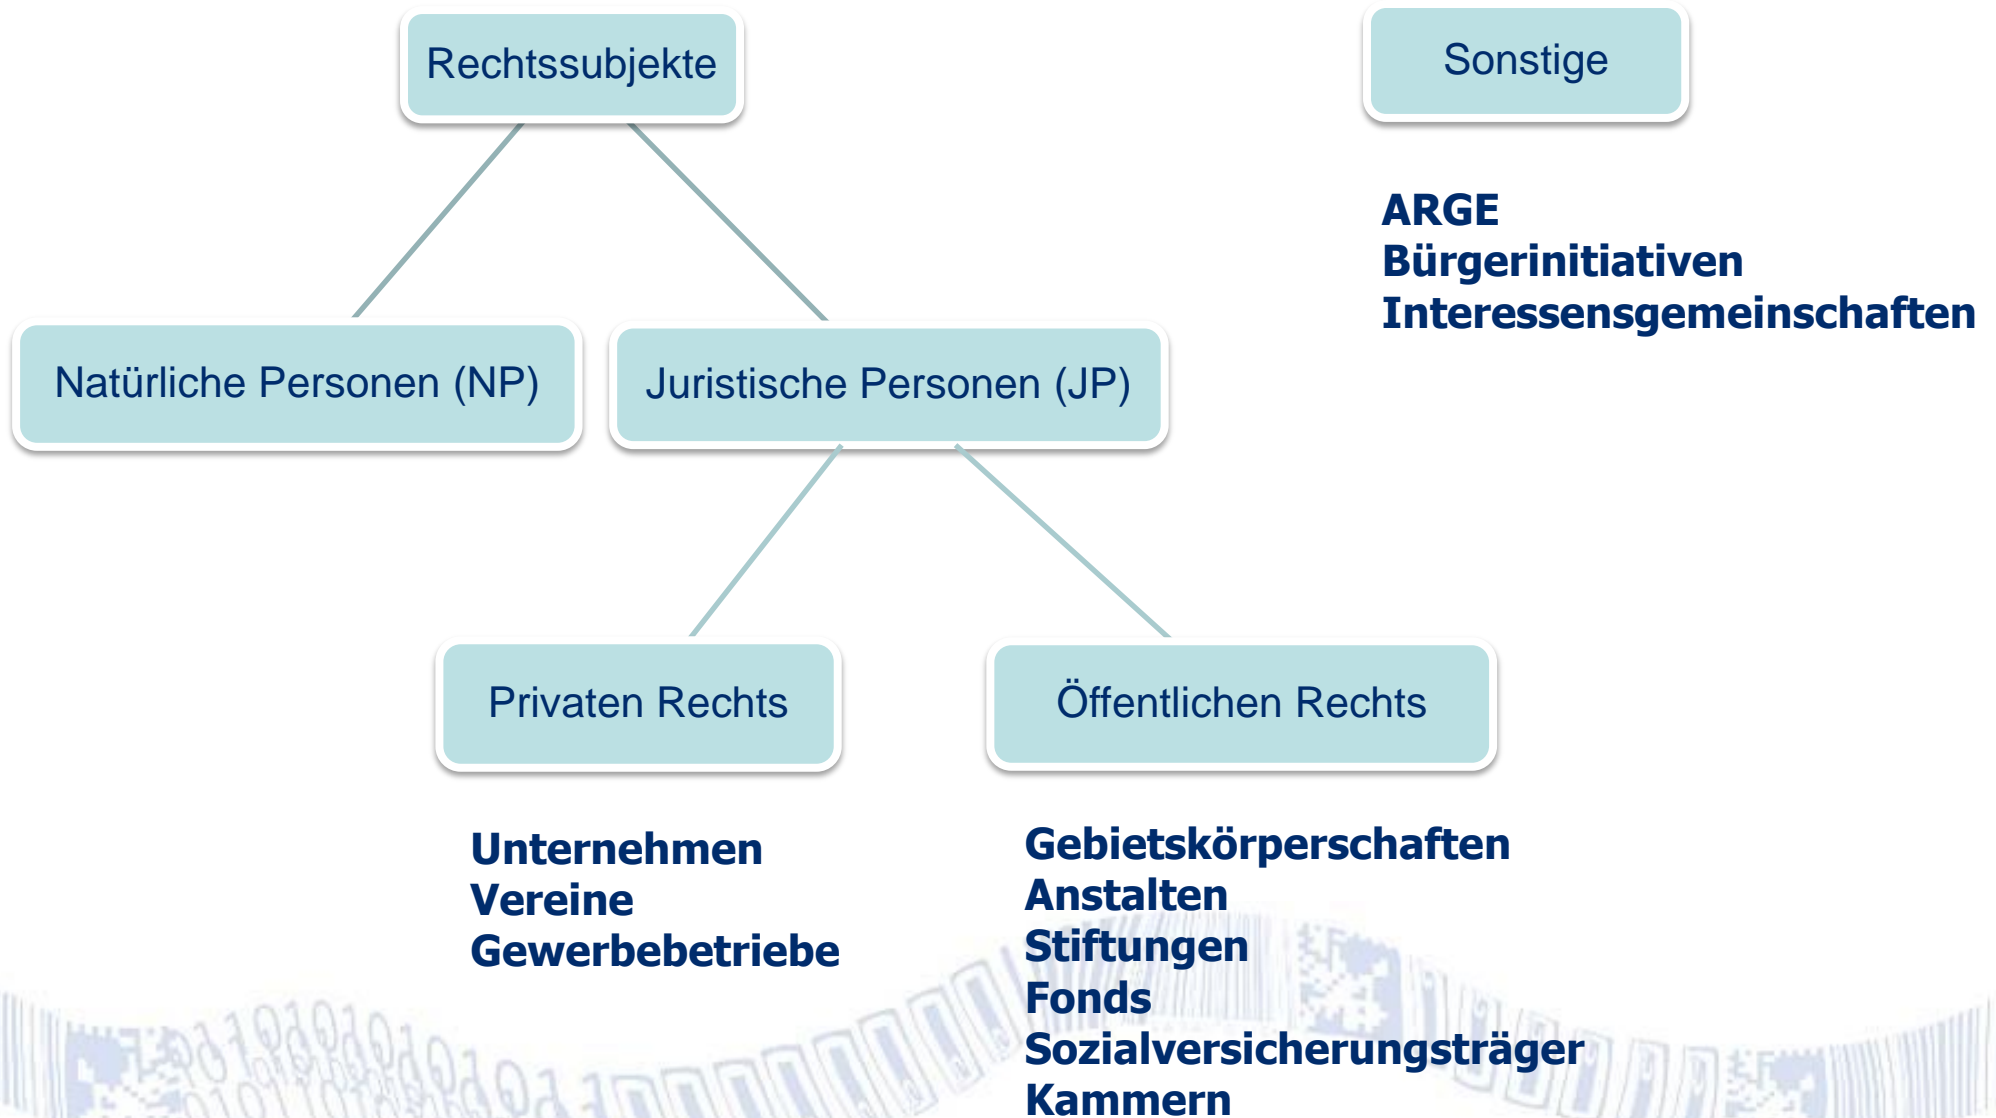 Rechtssubjekte
Sonstige
ARGE
Bürgerinitiativen
Interessensgemeinschaften
Natürliche Personen (NP)
Juristische Personen (JP)
Privaten Rechts
Öffentlichen Rechts
Unternehmen
Vereine
Gewerbebetriebe
Gebietskörperschaften
Anstalten
Stiftungen
Fonds
Sozialversicherungsträger
Kammern